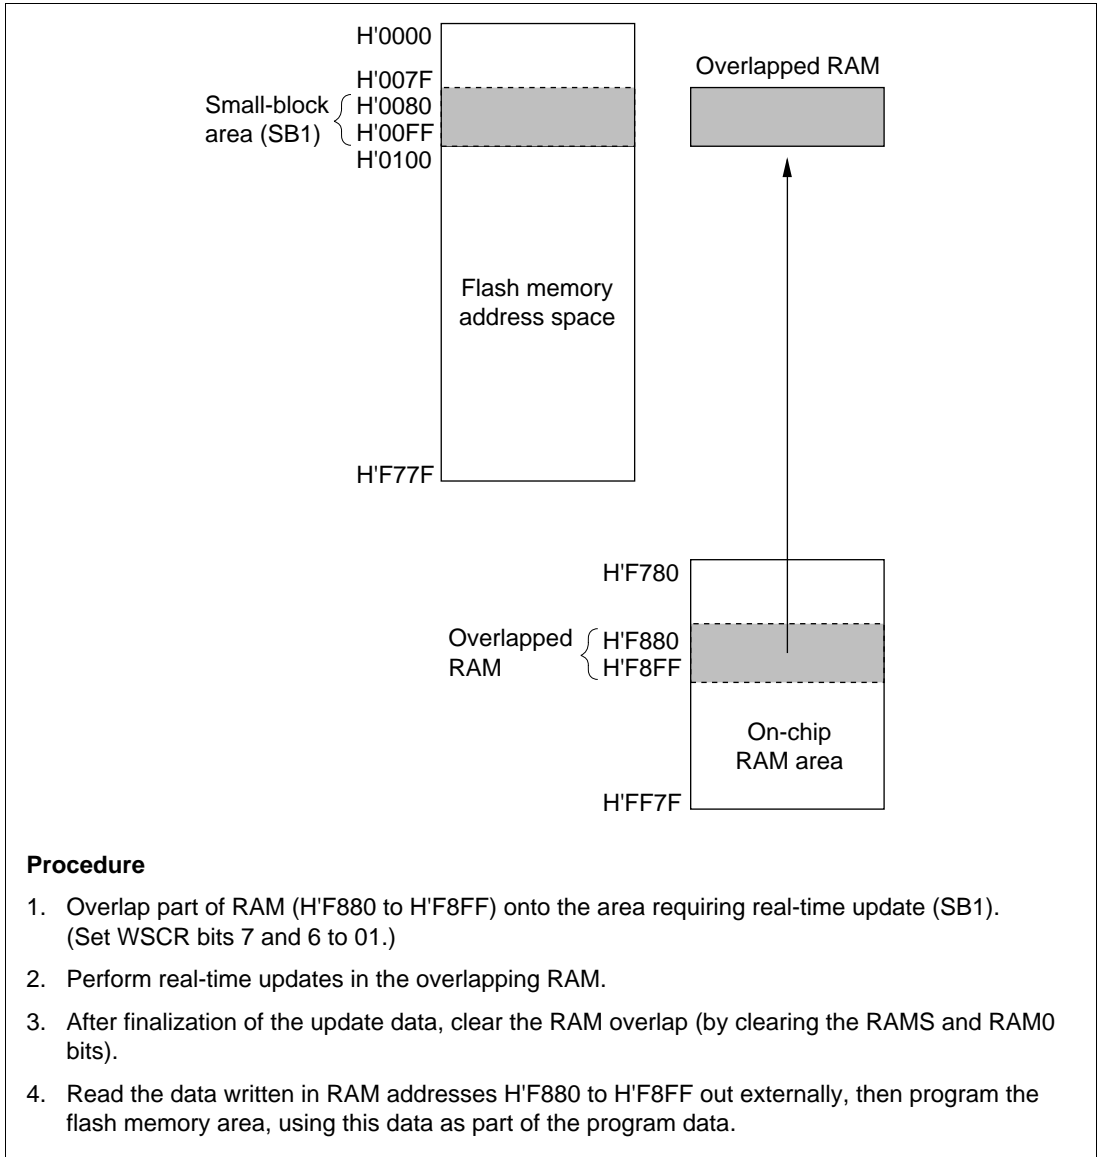 H'0000
H'007F
Small-block
area (SB1)
H'0080
H'00FF
H'0100
Overlapped RAM
Flash memory
address space
H'F77F
H'F780
Overlapped
RAM
H'F880
H'F8FF
On-chip
RAM area
H'FF7F
Procedure
1. Overlap part of RAM (H'F880 to H'F8FF) onto the area requiring real-time update (SB1).
(Set WSCR bits 7 and 6 to 01.)
2. Perform real-time updates in the overlapping RAM.
3. After finalization of the update data, clear the RAM overlap (by clearing the RAMS and RAM0
bits).
4. Read the data written in RAM addresses H'F880 to H'F8FF out externally, then program the
flash memory area, using this data as part of the program data.